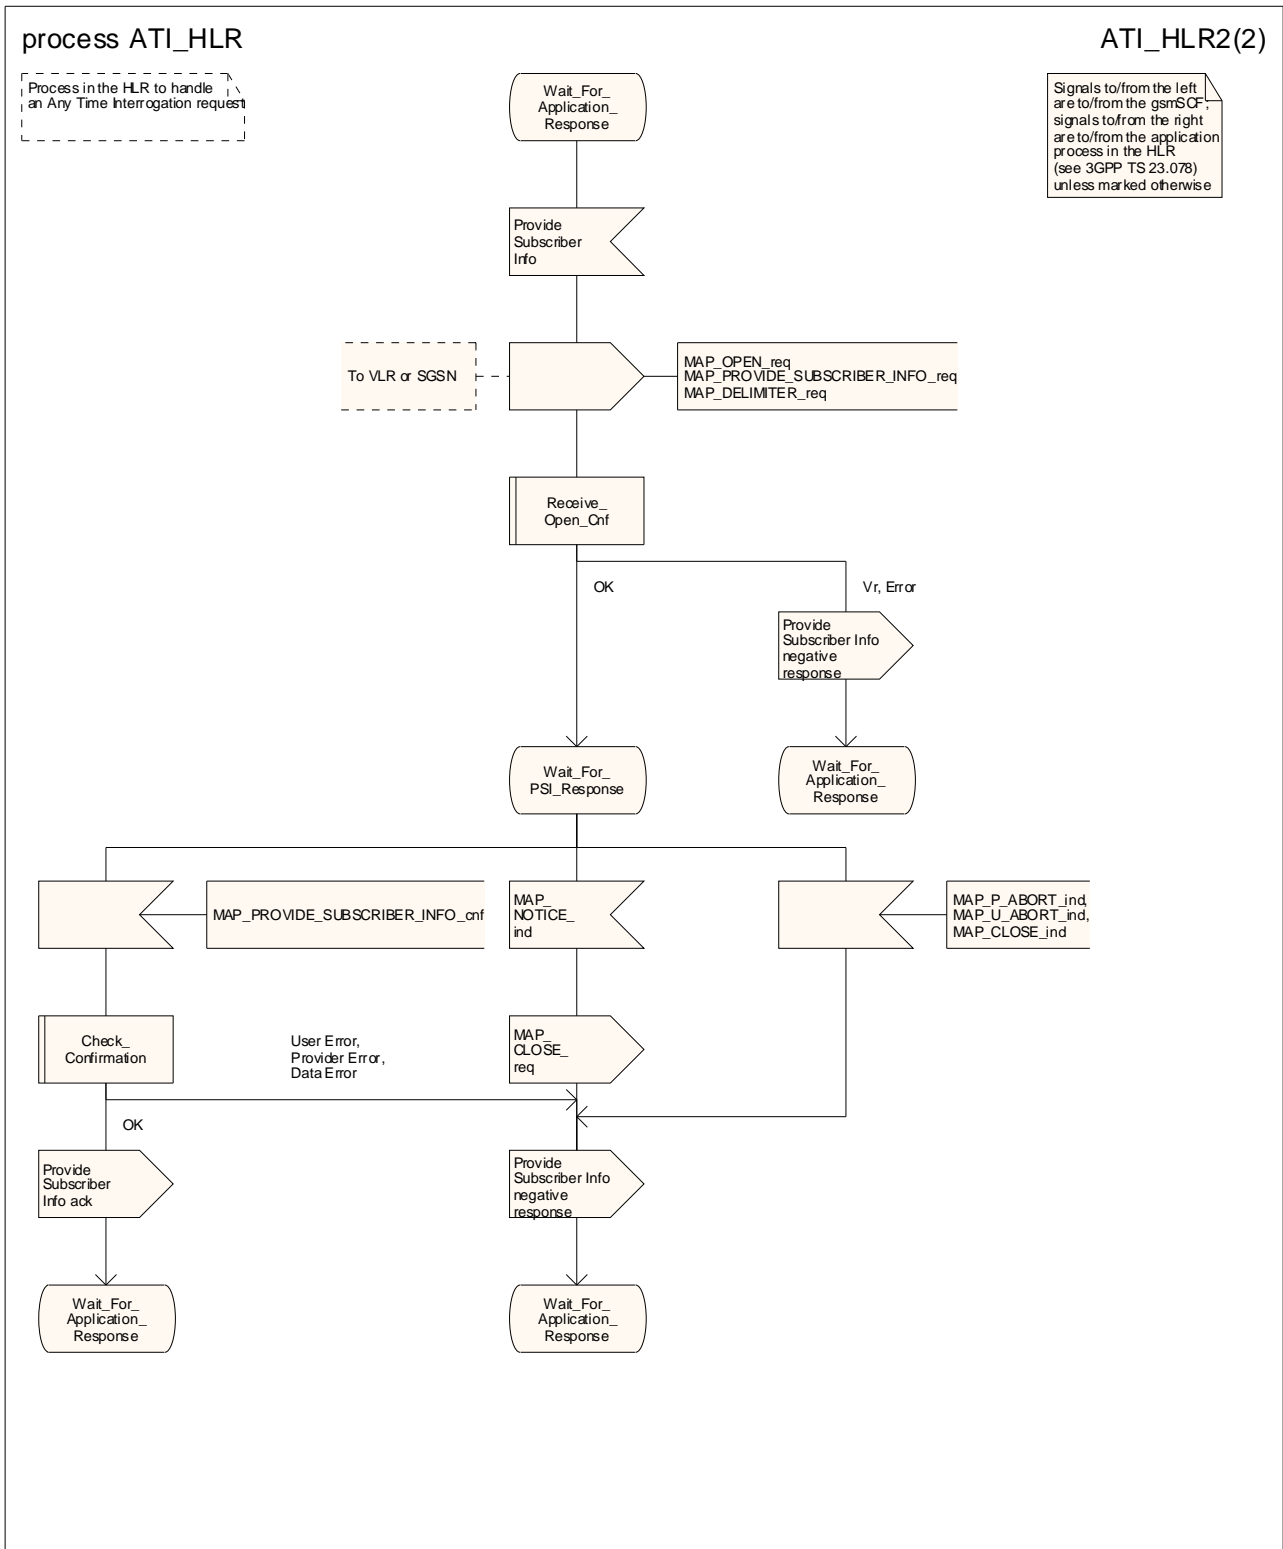 process ATI_HLR
ATI_HLR2(2)
Process in the HLR to handle
an Any Time Interrogation request
Wait_For_
Application_
Response
Signals to/from the left
are to/from the gsmSCF;
signals to/from the right
are to/from the application
process in the HLR
(see 3GPP TS 23.078)
unless marked otherwise
Provide
Subscriber
Info
To VLR or SGSN
MAP_OPEN_req
MAP_PROVIDE_SUBSCRIBER_INFO_req
MAP_DELIMITER_req
Receive_
Open_Cnf
OK
Vr, Error
Provide
Subscriber Info
negative
response
Wait_For_
PSI_Response
Wait_For_
Application_
Response
MAP_PROVIDE_SUBSCRIBER_INFO_cnf
MAP_
NOTICE_
ind
MAP_P_ABORT_ind,
MAP_U_ABORT_ind,
MAP_CLOSE_ind
Check_
Confirmation
User Error,
Provider Error,
Data Error
MAP_
CLOSE_
req
OK
Provide
Subscriber
Info ack
Provide
Subscriber Info
negative
response
Wait_For_
Application_
Response
Wait_For_
Application_
Response